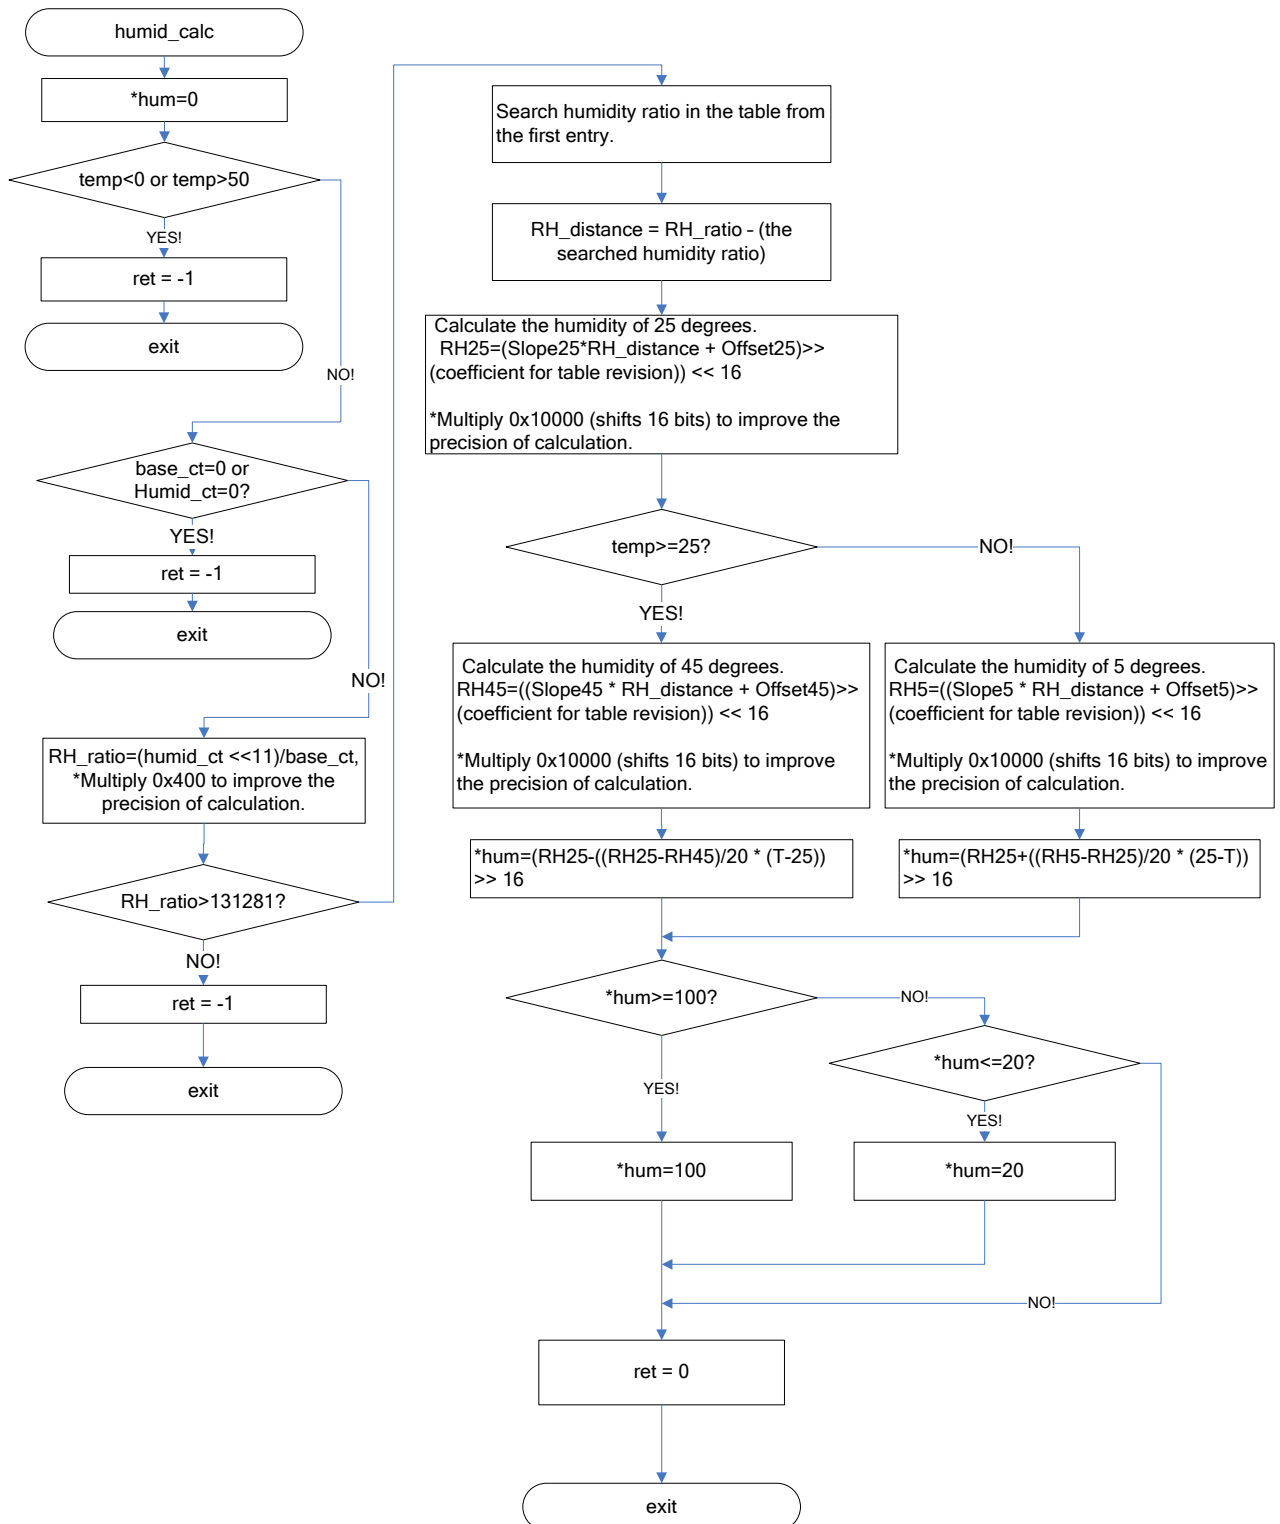 humid_calc
*hum=0
temp<0 or temp>50
YES!
ret = -1
exit
NO!
base_ct=0 or
Humid_ct=0?
YES!
ret = -1
exit
NO!
RH_ratio=(humid_ct <<11)/base_ct,
*Multiply 0x400 to improve the
precision of calculation.
RH_ratio>131281?
NO!
ret = -1
exit
Search humidity ratio in the table from
the first entry.
RH_distance = RH_ratio - (the
searched humidity ratio)
Calculate the humidity of 25 degrees.
RH25=(Slope25*RH_distance + Offset25)>>
(coefficient for table revision)) << 16
*Multiply 0x10000 (shifts 16 bits) to improve the
precision of calculation.
temp>=25?
NO!
YES!
Calculate the humidity of 45 degrees.
RH45=((Slope45 * RH_distance + Offset45)>>
(coefficient for table revision)) << 16
*Multiply 0x10000 (shifts 16 bits) to improve
the precision of calculation.
Calculate the humidity of 5 degrees.
RH5=((Slope5 * RH_distance + Offset5)>>
(coefficient for table revision)) << 16
*Multiply 0x10000 (shifts 16 bits) to improve
the precision of calculation.
*hum=(RH25-((RH25-RH45)/20 * (T-25))
>> 16
*hum=(RH25+((RH5-RH25)/20 * (25-T))
>> 16
*hum>=100?
NO!
*hum<=20?
YES!
YES!
*hum=100
*hum=20
NO!
ret = 0
exit